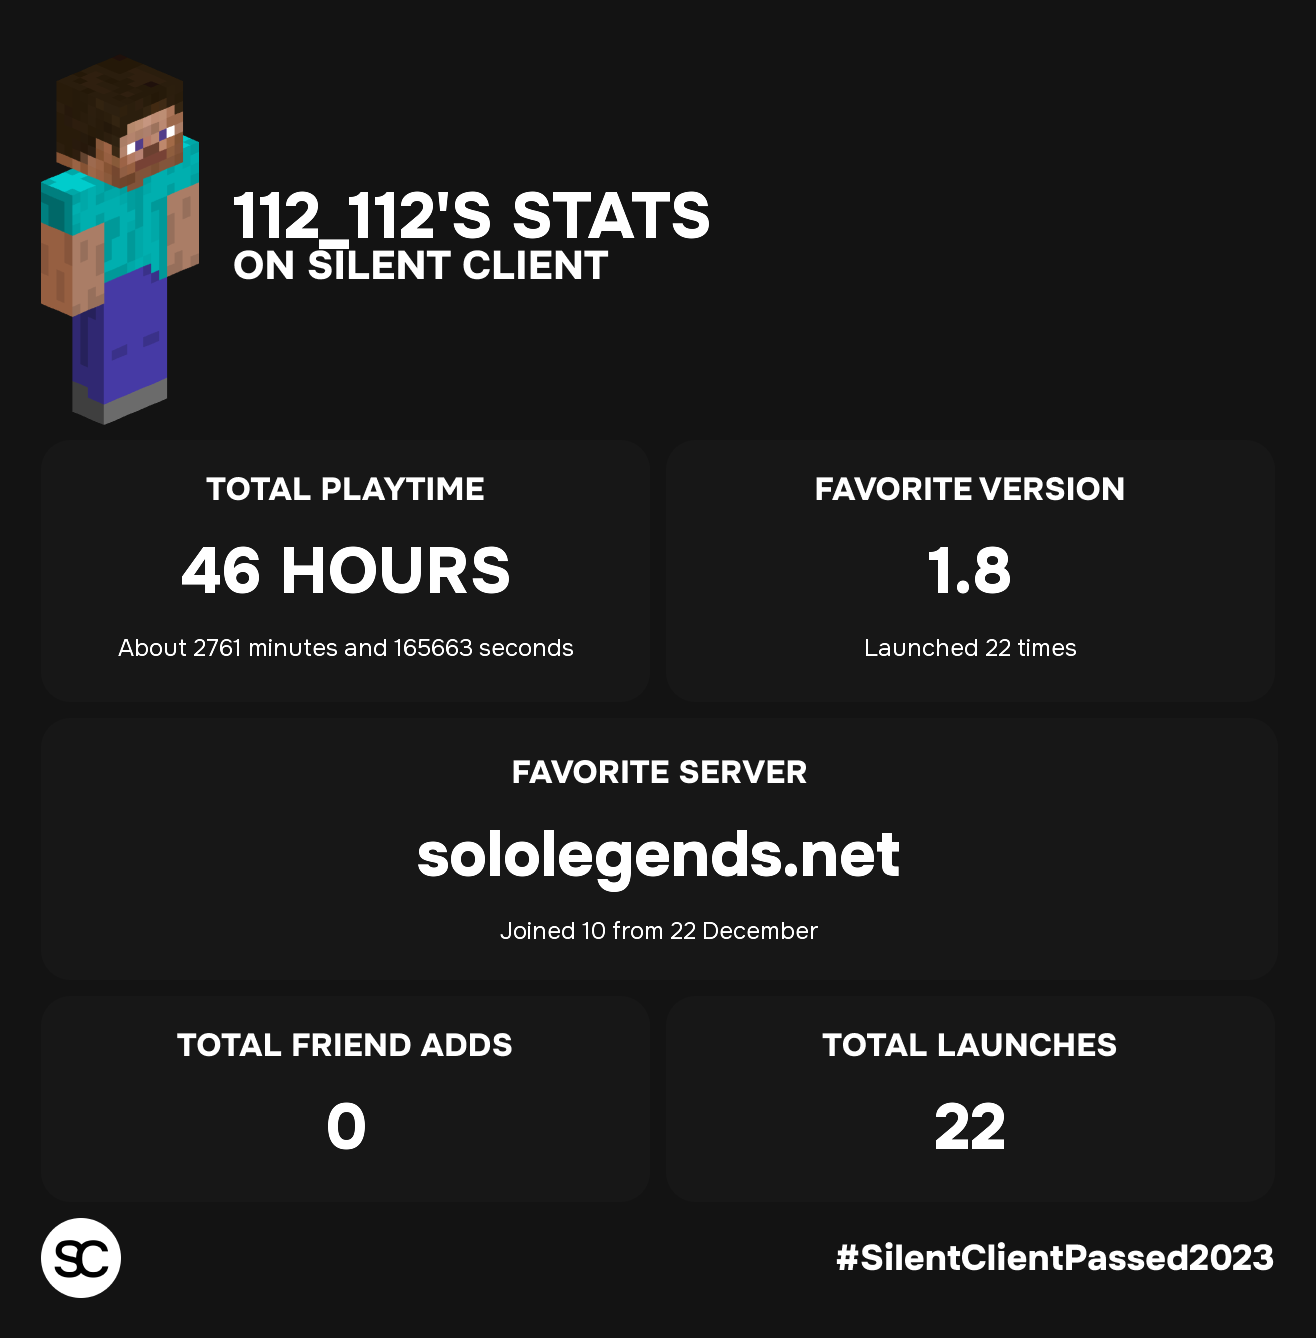 112_112'S STATS
ON SILENT CLIENT
TOTAL PLAYTIME
46 HOURS
About 2761 minutes and 165663 seconds
FAVORITE VERSION
1.8
Launched 22 times
FAVORITE SERVER
sololegends.net
Joined 10 from 22 December
TOTAL FRIEND ADDS
0
TOTAL LAUNCHES
22
SC
#SilentClientPassed2023